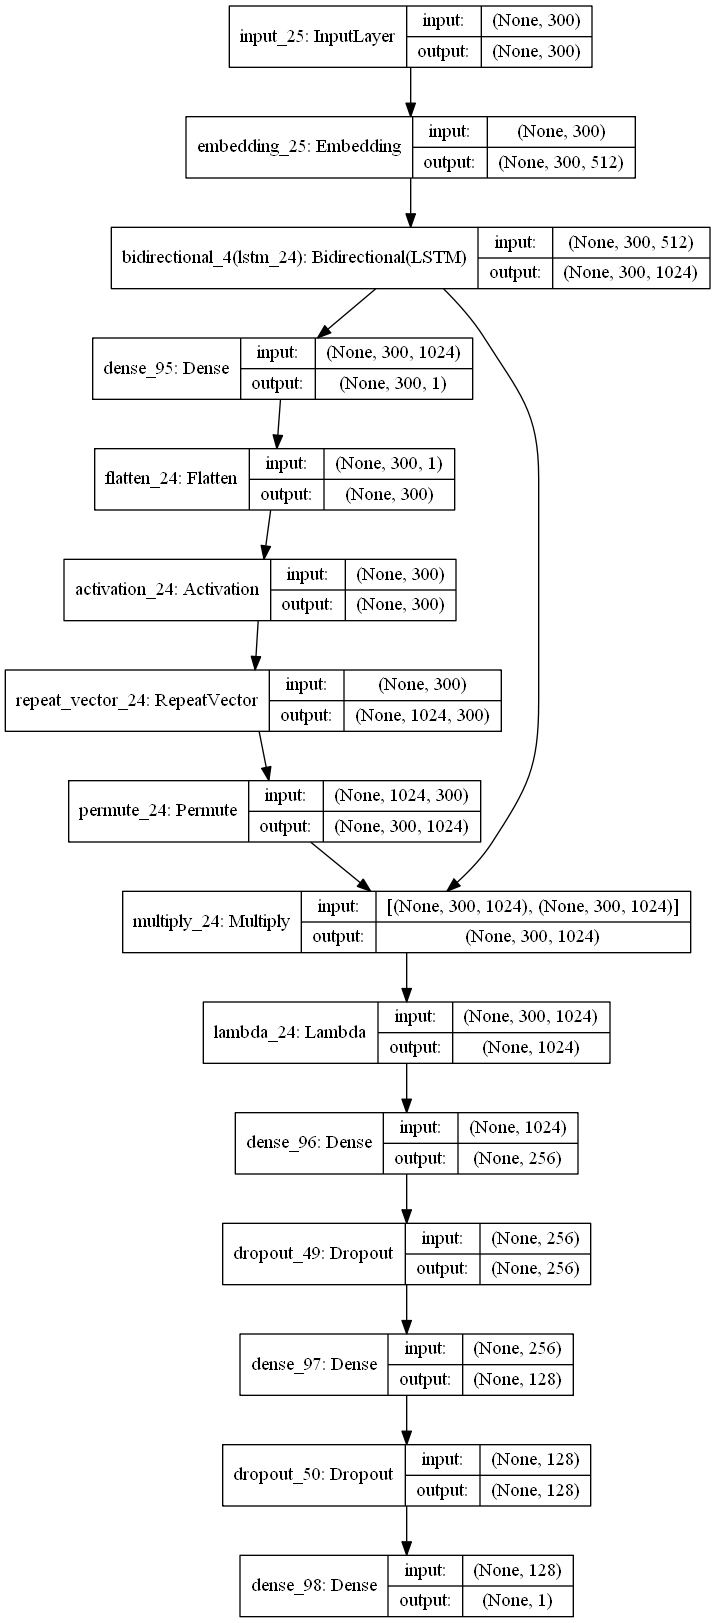 input_25: InputLayer
input: (None, 300)
output: (None, 300)
embedding_25: Embedding
input: (None, 300)
output: (None, 300, 512)
bidirectional_4(lstm_24): Bidirectional(LSTM)
input: (None, 300, 512)
output: (None, 300, 1024)
dense_95: Dense
input: (None, 300, 1024)
output: (None, 300, 1)
flatten_24: Flatten
input: (None, 300, 1)
output: (None, 300)
activation_24: Activation
input: (None, 300)
output: (None, 300)
repeat_vector_24: RepeatVector
input: (None, 300)
output: (None, 1024, 300)
permute_24: Permute
input: (None, 1024, 300)
output: (None, 300, 1024)
multiply_24: Multiply
input: [(None, 300, 1024), (None, 300, 1024)]
output: (None, 300, 1024)
lambda_24: Lambda
input: (None, 300, 1024)
output: (None, 1024)
dense_96: Dense
input: (None, 1024)
output: (None, 256)
dropout_49: Dropout
input: (None, 256)
output: (None, 256)
dense_97: Dense
input: (None, 256)
output: (None, 128)
dropout_50: Dropout
input: (None, 128)
output: (None, 128)
dense_98: Dense
input: (None, 128)
output: (None, 1)